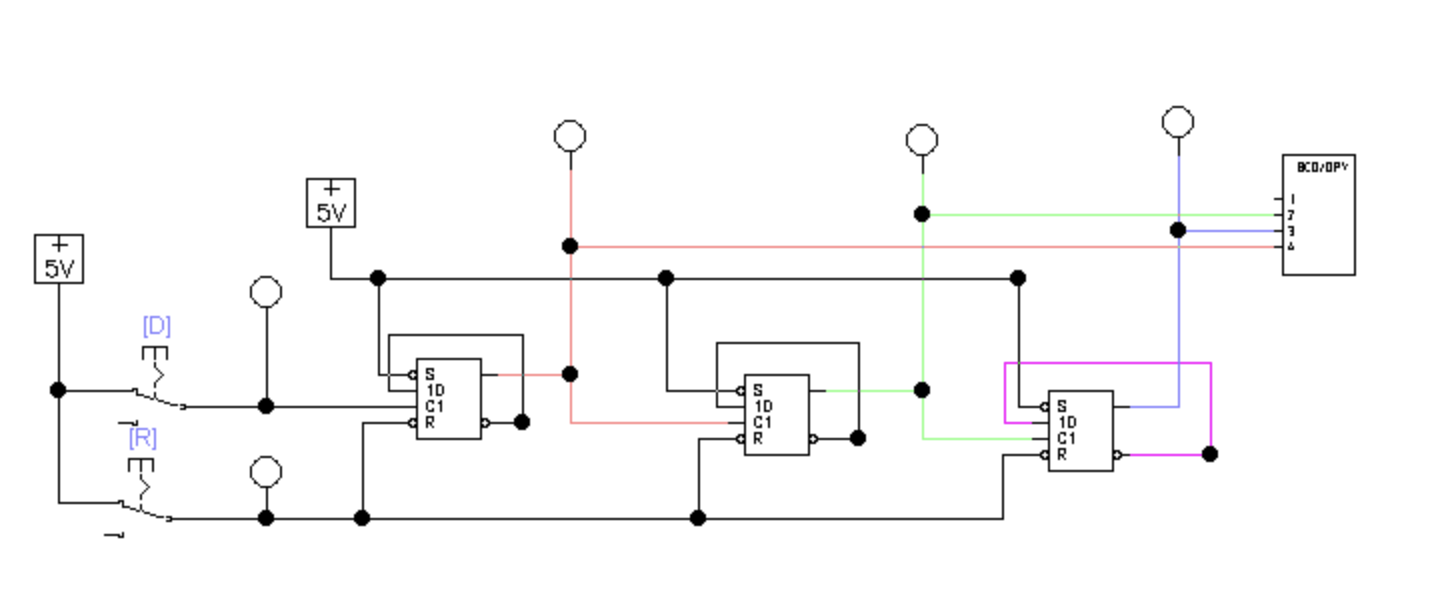 BCD/DPY
1
2
3
4
+
5V
+
5V
[D]
S
1D
C1
R
S
1D
C1
R
S
1D
C1
R
[R]